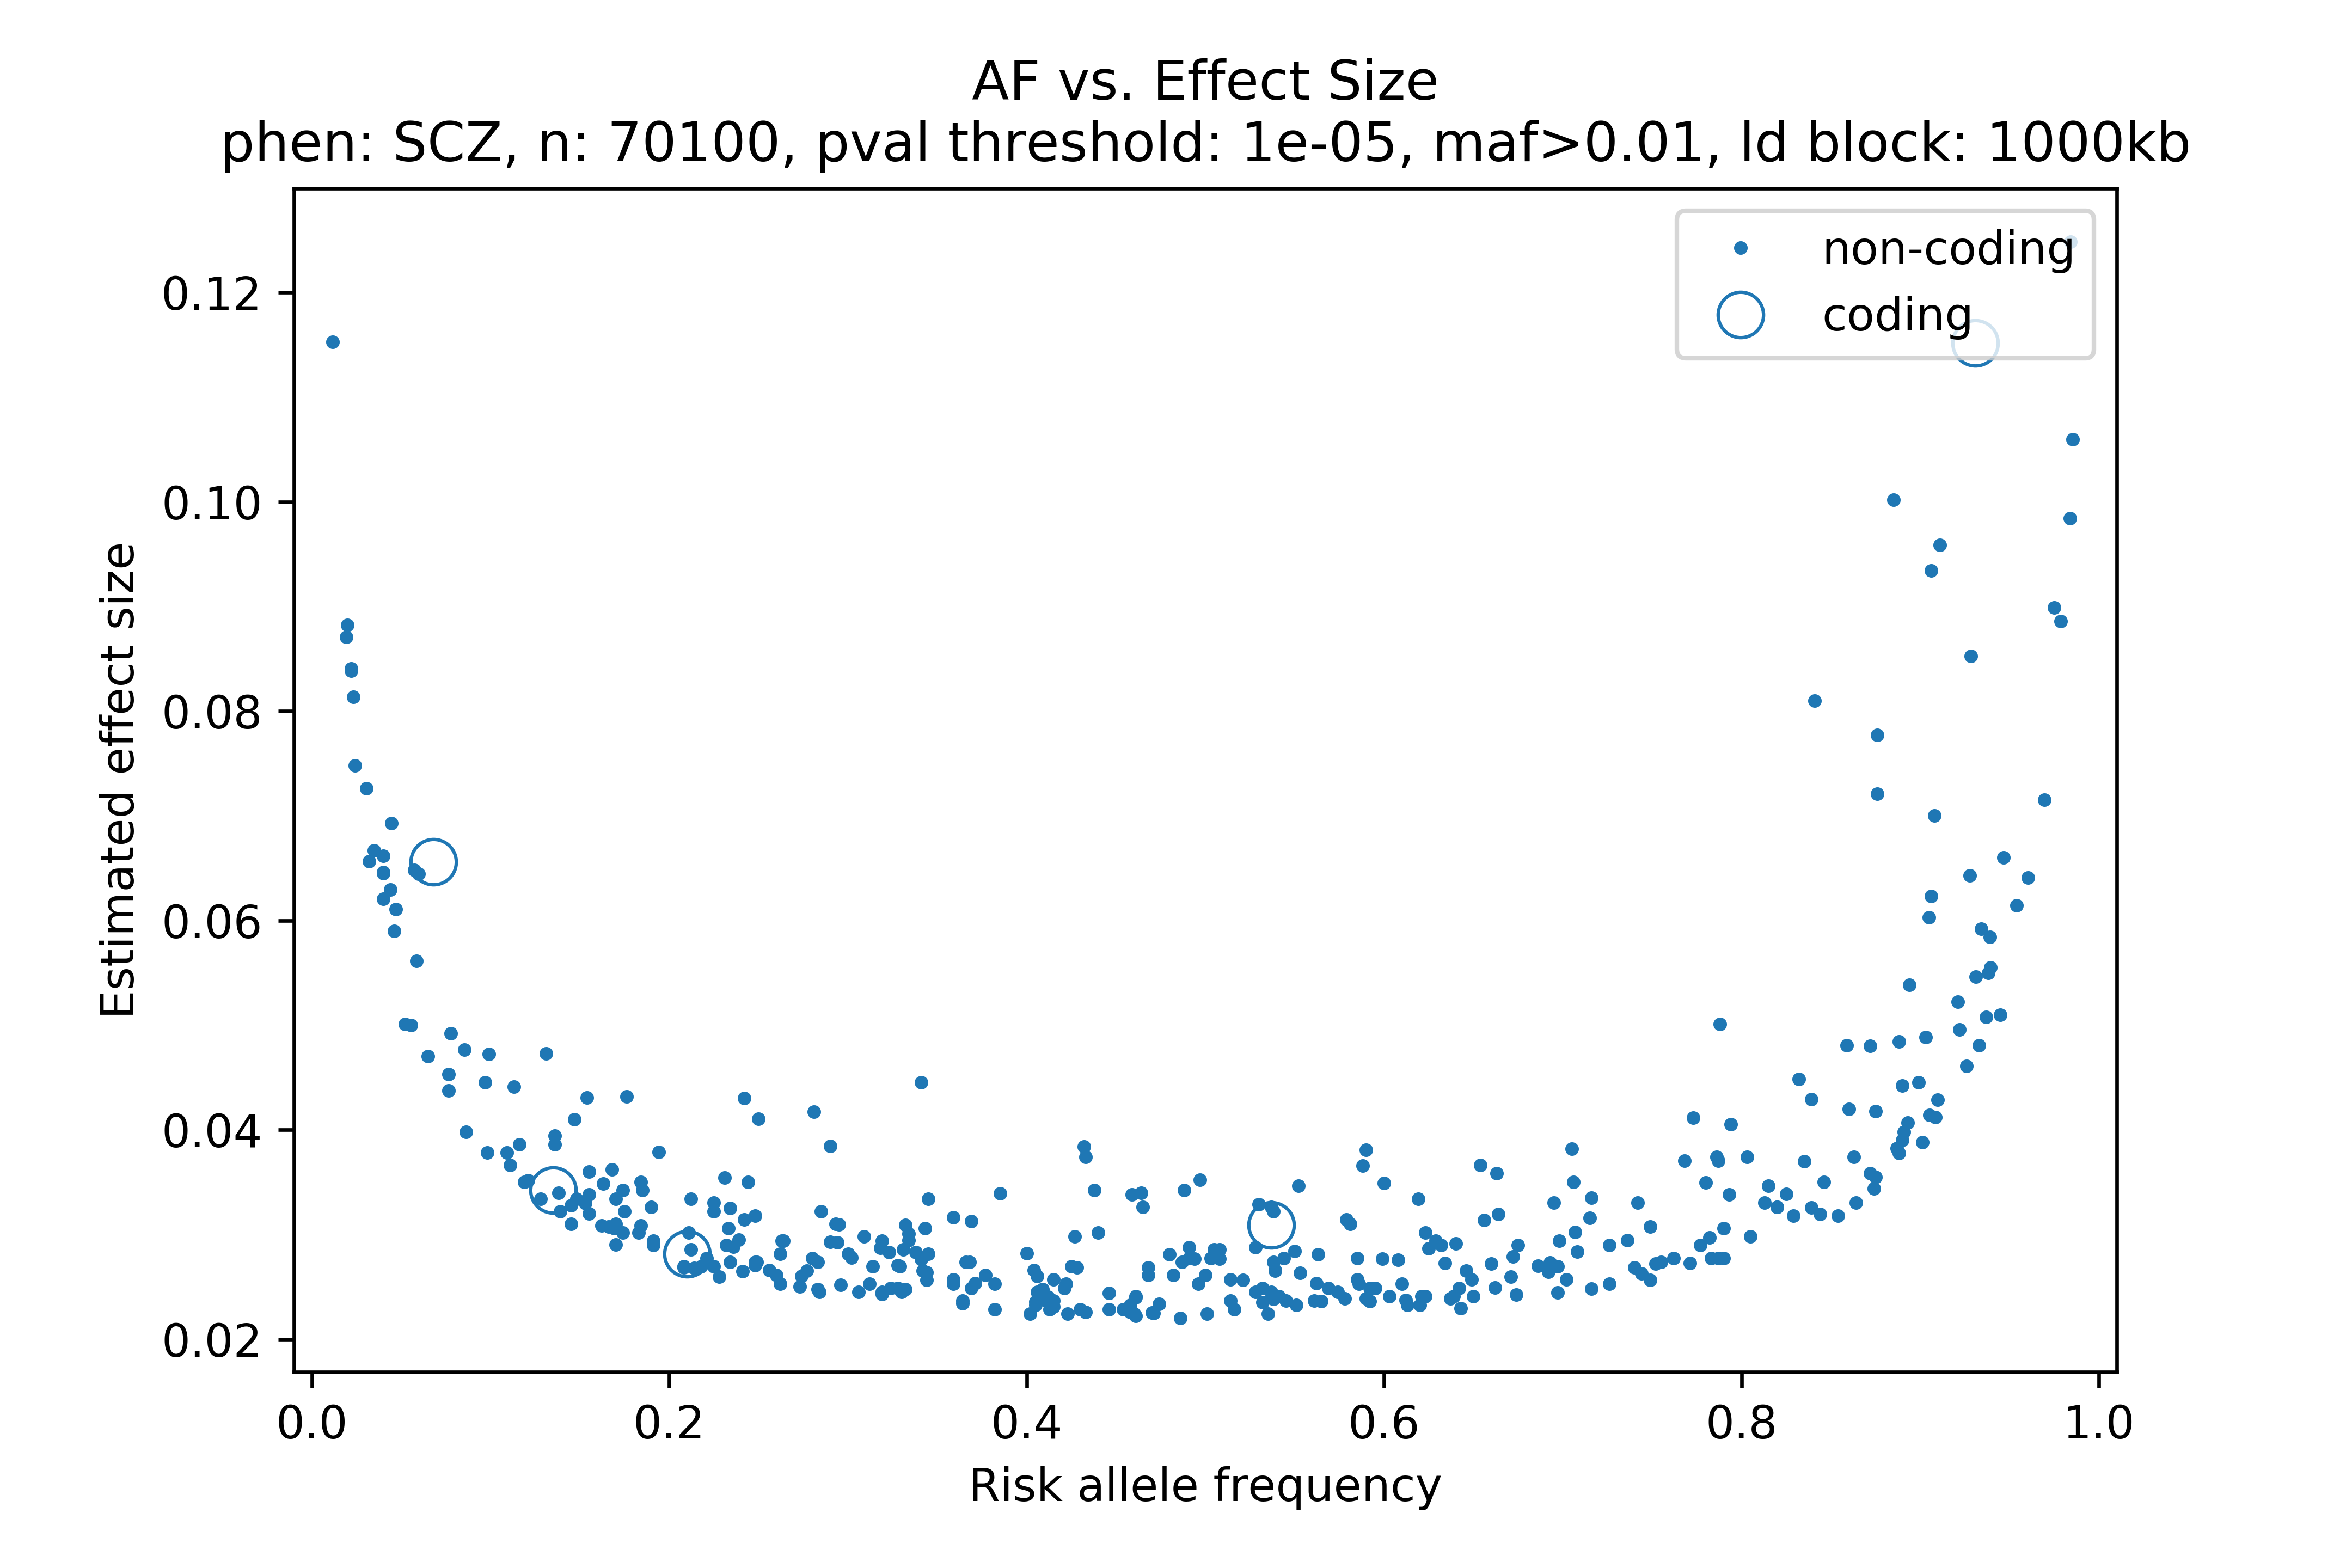 AF vs. Effect Size
phen: SCZ, n: 70100, pval threshold: 1e-05, maf>0.01, ld block: 1000kb
non-coding
coding
0.12
0.10
0.08
0.06
0.04
0.02
Estimated effect size
0.0 0.2 0.4 0.6 0.8 1.0
Risk allele frequency